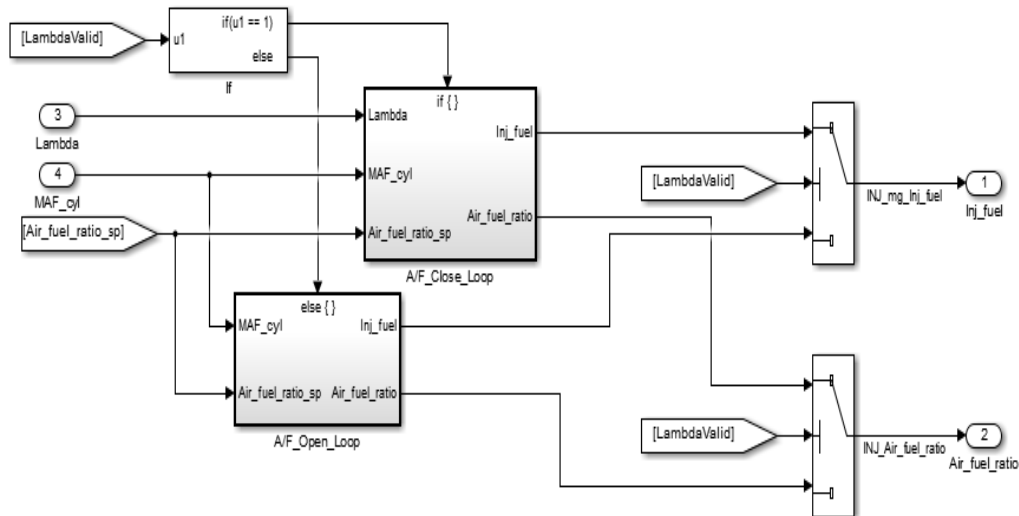 [LambdaValid]
u1
if(u1 == 1)
else
If
3
Lambda
4
MAF_cyl
[Air_fuel_ratio_sp]
if { }
Lambda
Inj_fuel
MAF_cyl
Air_fuel_ratio
Air_fuel_ratio_sp
A/F_Close_Loop
else { }
MAF_cyl
Inj_fuel
Air_fuel_ratio_sp
Air_fuel_ratio
A/F_Open_Loop
[LambdaValid]
INJ_mg_Inj_fuel
1
Inj_fuel
[LambdaValid]
INJ_Air_fuel_ratio
2
Air_fuel_ratio